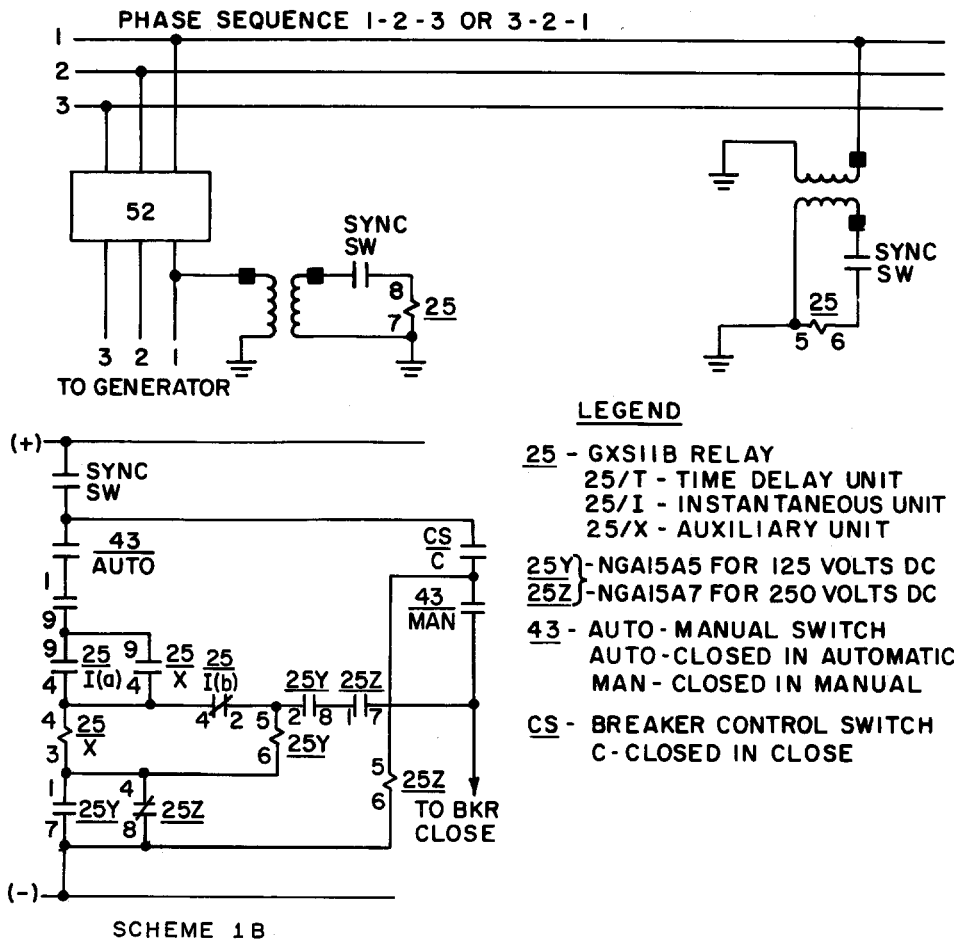 PHASE SEQUENCE 1-2-3 OR 3-2-1
1
2
3
52
SYNC
SW
8
25
7
3 2 1
TO GENERATOR
SYNC
SW
25
5 6
LEGEND
25 - GXS11B RELAY
25/T - TIME DELAY UNIT
25/I - INSTANTANEOUS UNIT
25/X - AUXILIARY UNIT
25Y}-NGA15A5 FOR 125 VOLTS DC
25Z}-NGA15A7 FOR 250 VOLTS DC
43 - AUTO-MANUAL SWITCH
AUTO-CLOSED IN AUTOMATIC
MAN - CLOSED IN MANUAL
CS - BREAKER CONTROL SWITCH
C-CLOSED IN CLOSE
(+)
SYNC
SW
43
AUTO
CS
C
1
9
43
MAN
9 25 9 25 25
4 I(a) 4 X I(b)
4 2
25Y 25Z
2 8 1 7
4 25
3 X
5
6 25Y
5
6 25Z
1
7 25Y
4
8 25Z
TO BKR
CLOSE
(-)
SCHEME 1B